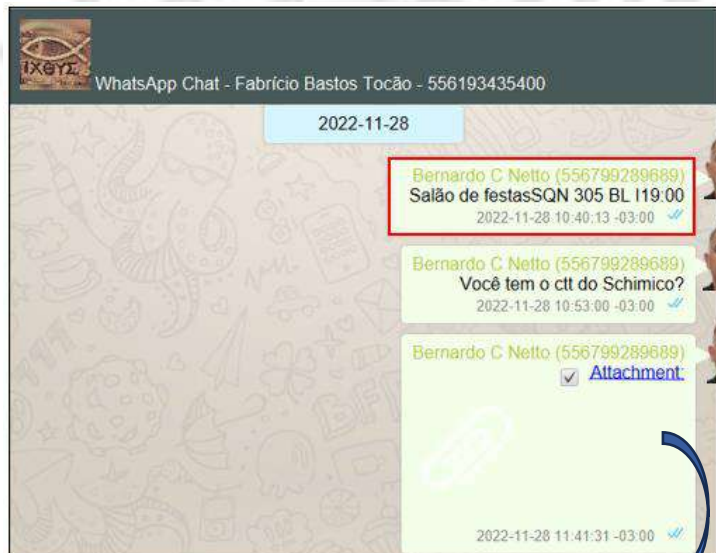 ΙΧΘΥΣ
WhatsApp Chat - Fabrício Bastos Tocão - 556193435400
2022-11-28
Bernardo C Netto (556799289689)
Salão de festasSQN 305 BL I19:00
2022-11-28 10:40:13 -03:00
Bernardo C Netto (556799289689)
Você tem o ctt do Schimico?
2022-11-28 10:53:00 -03:00
Bernardo C Netto (556799289689)
Attachment:
2022-11-28 11:41:31 -03:00